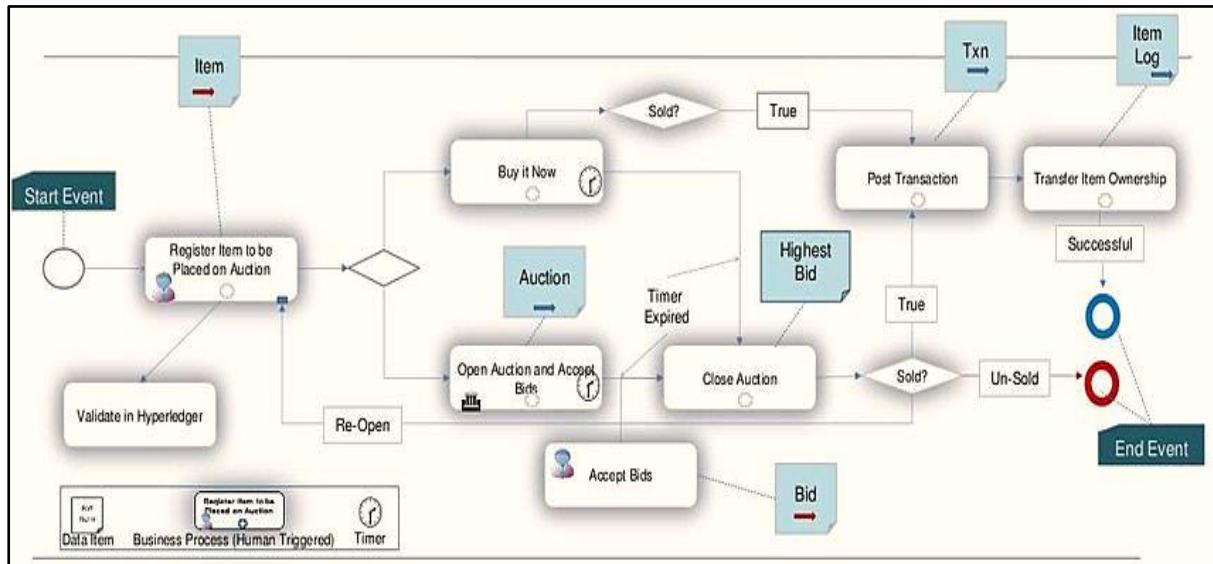 Item
Txn
Item
Log
Sold?
True
Buy it Now
Post Transaction
Transfer Item Ownership
Start Event
Register Item to be
Placed on Auction
Highest
Bid
Successful
Auction
Timer
Expired
True
Open Auction and Accept
Bids
Close Auction
Sold?
Un-Sold
Validate in Hyperledger
Re-Open
End Event
Accept Bids
Bid
Register Item to be
Placed on Auction
Data Item
Business Process (Human Triggered)
Timer